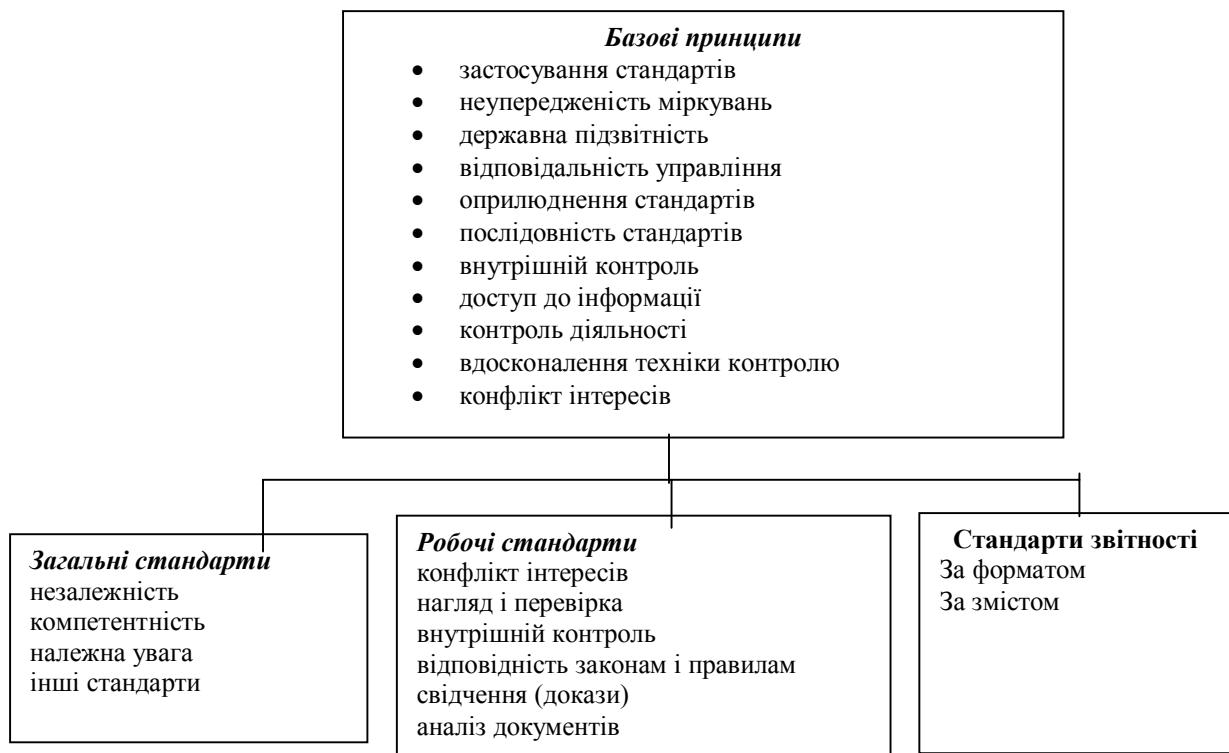 Базові принципи
• застосування стандартів
• неупередженість міркувань
• державна підзвітність
• відповідальність управління
• оприлюднення стандартів
• послідовність стандартів
• внутрішній контроль
• доступ до інформації
• контроль діяльності
• вдосконалення техніки контролю
• конфлікт інтересів
Загальні стандарти
незалежність
компетентність
належна увага
інші стандарти
Робочі стандарти
конфлікт інтересів
нагляд і перевірка
внутрішній контроль
відповідність законам і правилам
свідчення (докази)
аналіз документів
Стандарти звітності
За форматом
За змістом